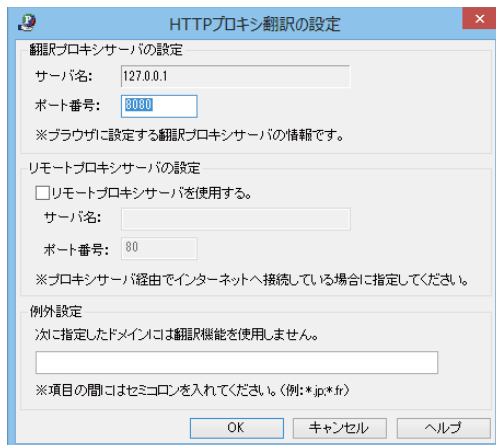 HTTPプロキシ翻訳の設定
翻訳プロキシサーバの設定
サーバ名: 127.0.0.1
ポート番号: 8080
※ブラウザに設定する翻訳プロキシサーバの情報です。
リモートプロキシサーバの設定
リモートプロキシサーバを使用する。
サーバ名:
ポート番号: 80
※プロキシサーバ経由でインターネットへ接続している場合に指定してください。
例外設定
次に指定したドメインには翻訳機能を使用しません。
※項目の間にはセミコロンを入れてください。(例:*.jp;*.fr)
OK キャンセル ヘルプ